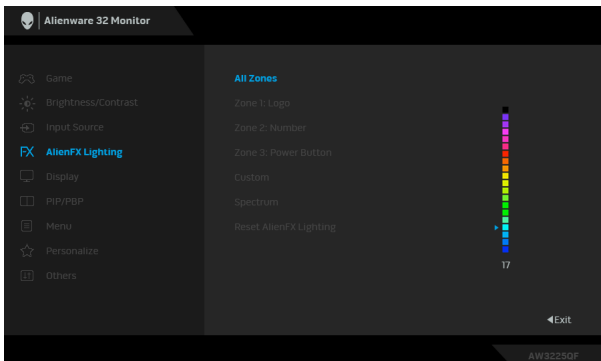 Alienware 32 Monitor
Game
Brightness/Contrast
Input Source
FX AlienFX Lighting
Display
PIP/PBP
Menu
Personalize
Others
All Zones
Zone 1: Logo
Zone 2: Number
Zone 3: Power Button
Custom
Spectrum
Reset AlienFX Lighting
17
Exit
AW3225QF